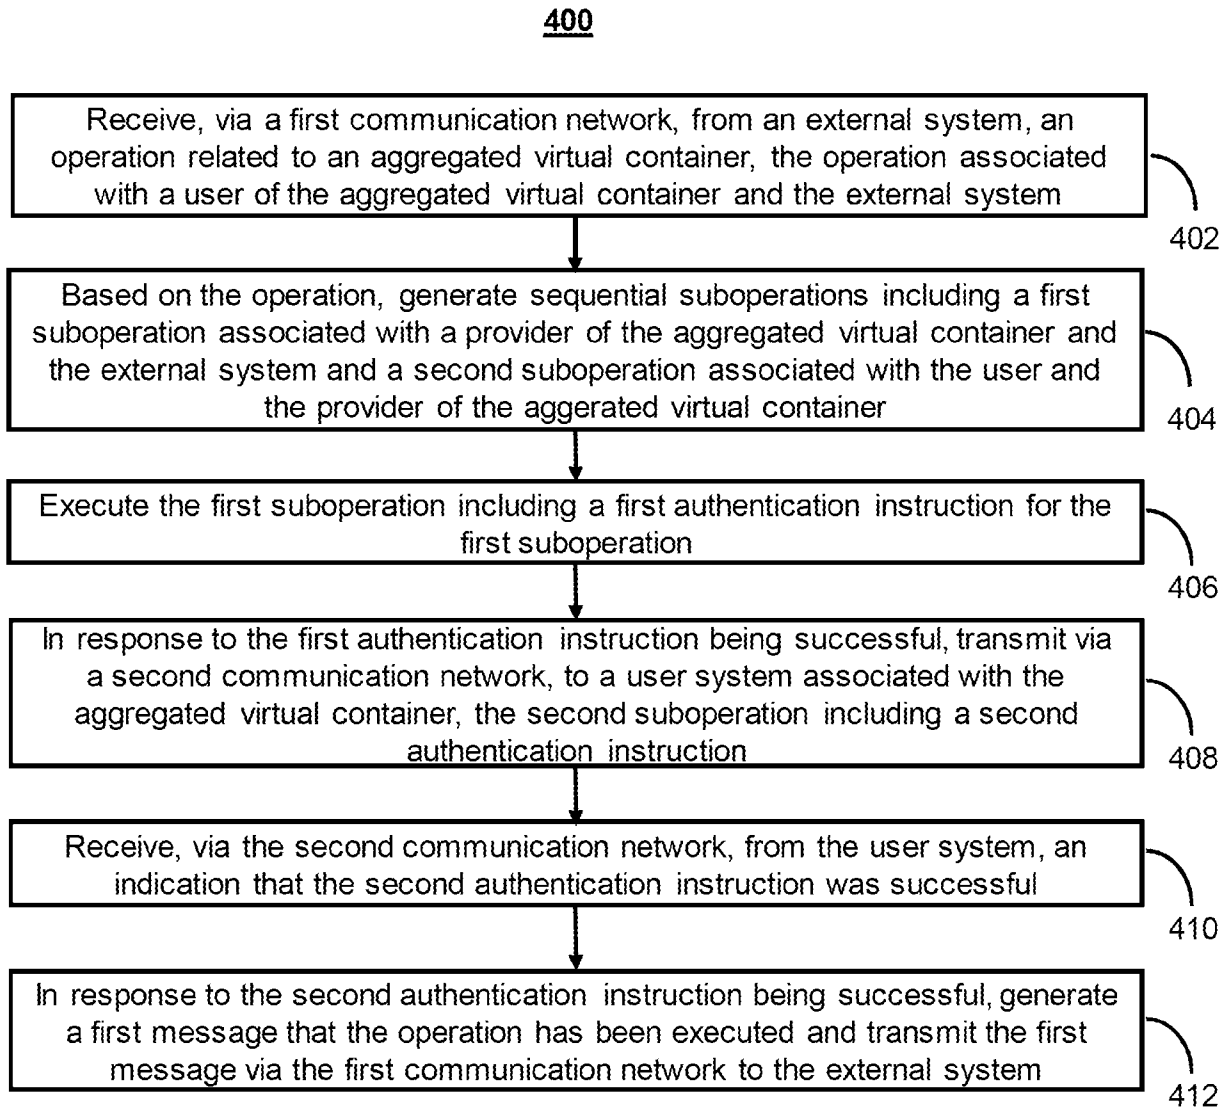 400
Receive, via a first communication network, from an external system, an
operation related to an aggregated virtual container, the operation associated
with a user of the aggregated virtual container and the external system
402
Based on the operation, generate sequential suboperations including a first
suboperation associated with a provider of the aggregated virtual container and
the external system and a second suboperation associated with the user and
the provider of the aggerated virtual container
404
Execute the first suboperation including a first authentication instruction for the
first suboperation
406
In response to the first authentication instruction being successful, transmit via
a second communication network, to a user system associated with the
aggregated virtual container, the second suboperation including a second
authentication instruction
408
Receive, via the second communication network, from the user system, an
indication that the second authentication instruction was successful
410
In response to the second authentication instruction being successful, generate
a first message that the operation has been executed and transmit the first
message via the first communication network to the external system
412